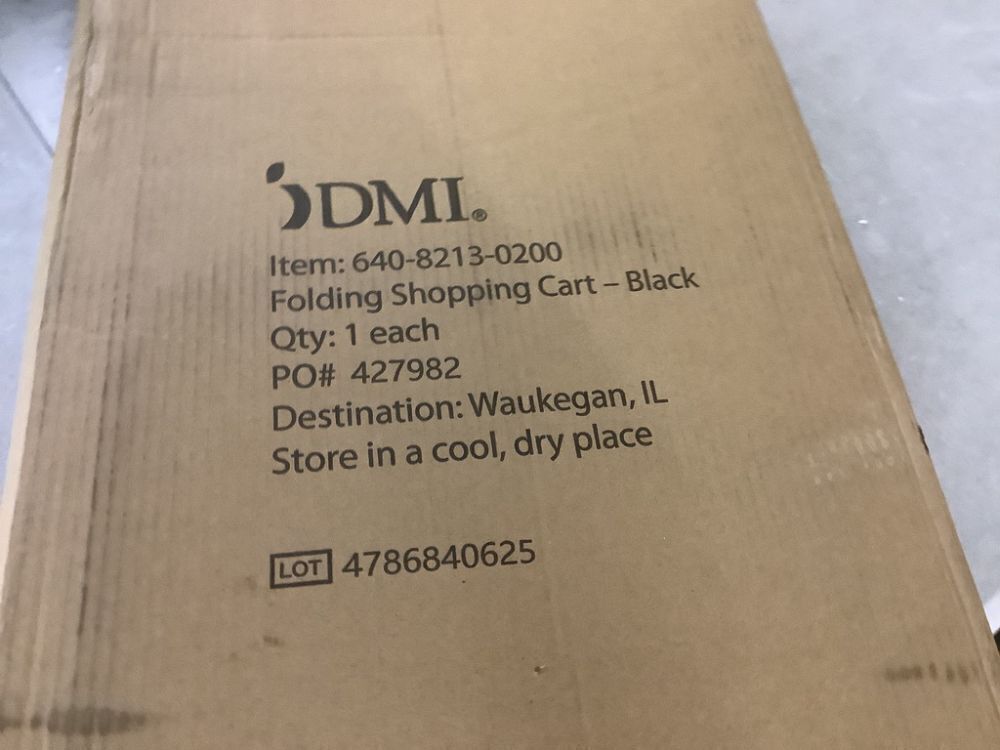 DMI®
Item: 640-8213-0200
Folding Shopping Cart – Black
Qty: 1 each
PO# 427982
Destination: Waukegan, IL
Store in a cool, dry place
LOT 4786840625